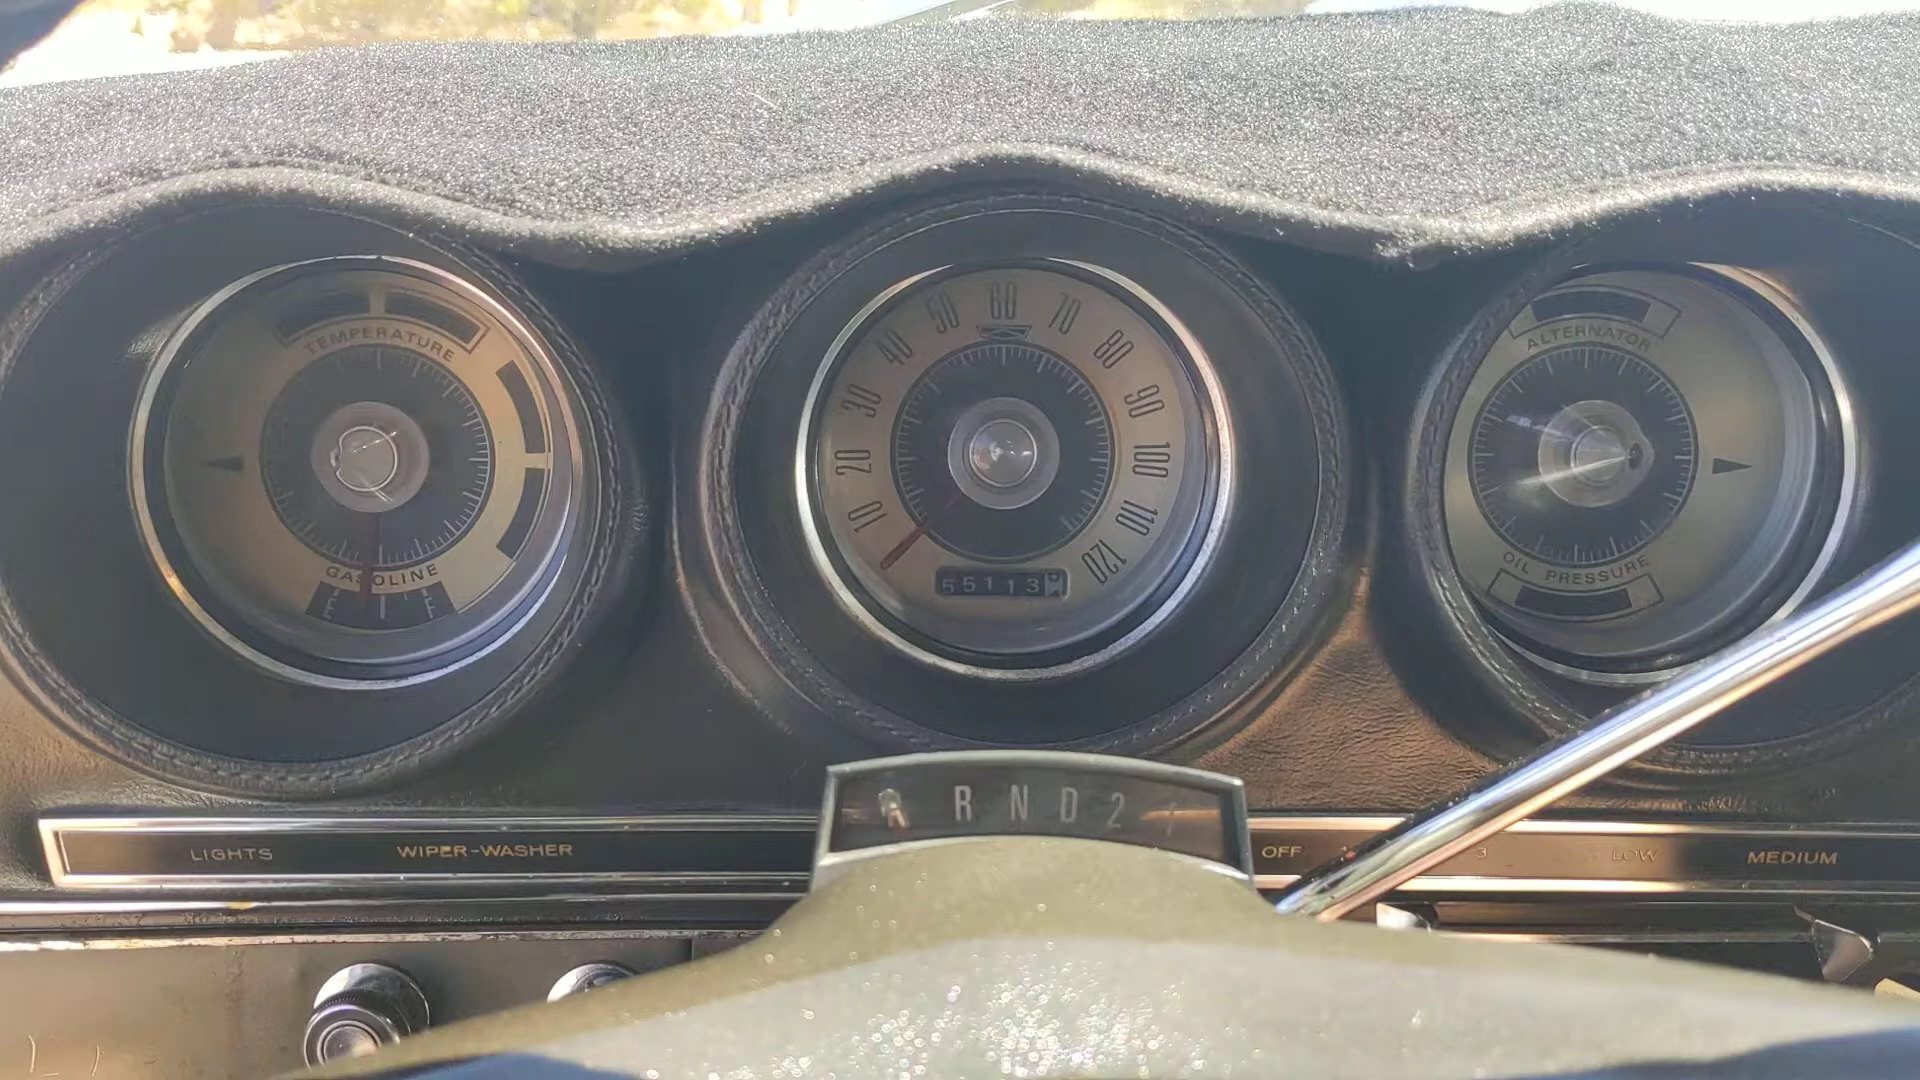 TEMPERATURE
GASOLINE
E F
10 20 30 40 50 60 70 80 90 100 110 120
55113
ALTERNATOR
OIL PRESSURE
R N D 2
LIGHTS WIPER-WASHER
OFF 3 LOW MEDIUM